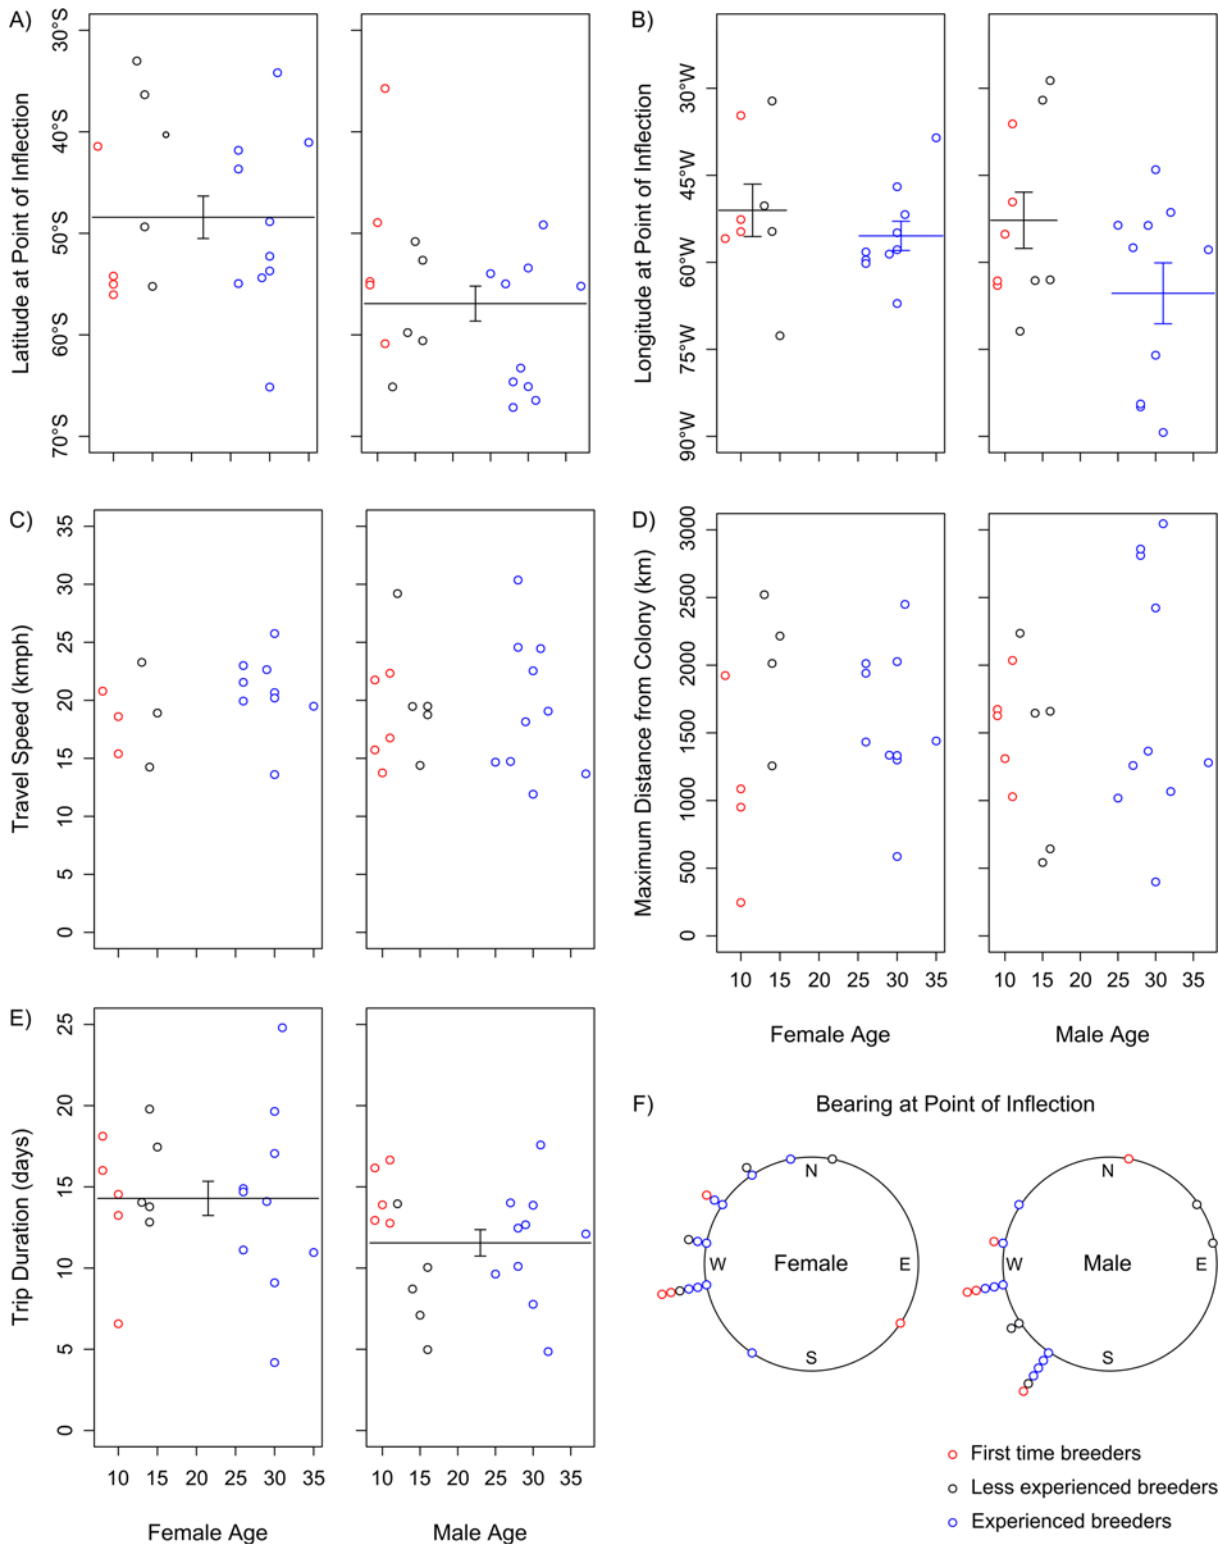 A)
Latitude at Point of Inflection
30°S
40°S
50°S
60°S
70°S
B)
Longitude at Point of Inflection
30°W
45°W
60°W
75°W
90°W
C)
Travel Speed (kmph)
35
30
25
20
15
10
5
0
D)
Maximum Distance from Colony (km)
3000
2500
2000
1500
1000
500
0
10 15 20 25 30 35
10 15 20 25 30 35
Female Age
Male Age
E)
Trip Duration (days)
25
20
15
10
5
0
10 15 20 25 30 35
10 15 20 25 30 35
Female Age
Male Age
F)
Bearing at Point of Inflection
N
W Female E
S
N
W Male E
S
First time breeders
Less experienced breeders
Experienced breeders